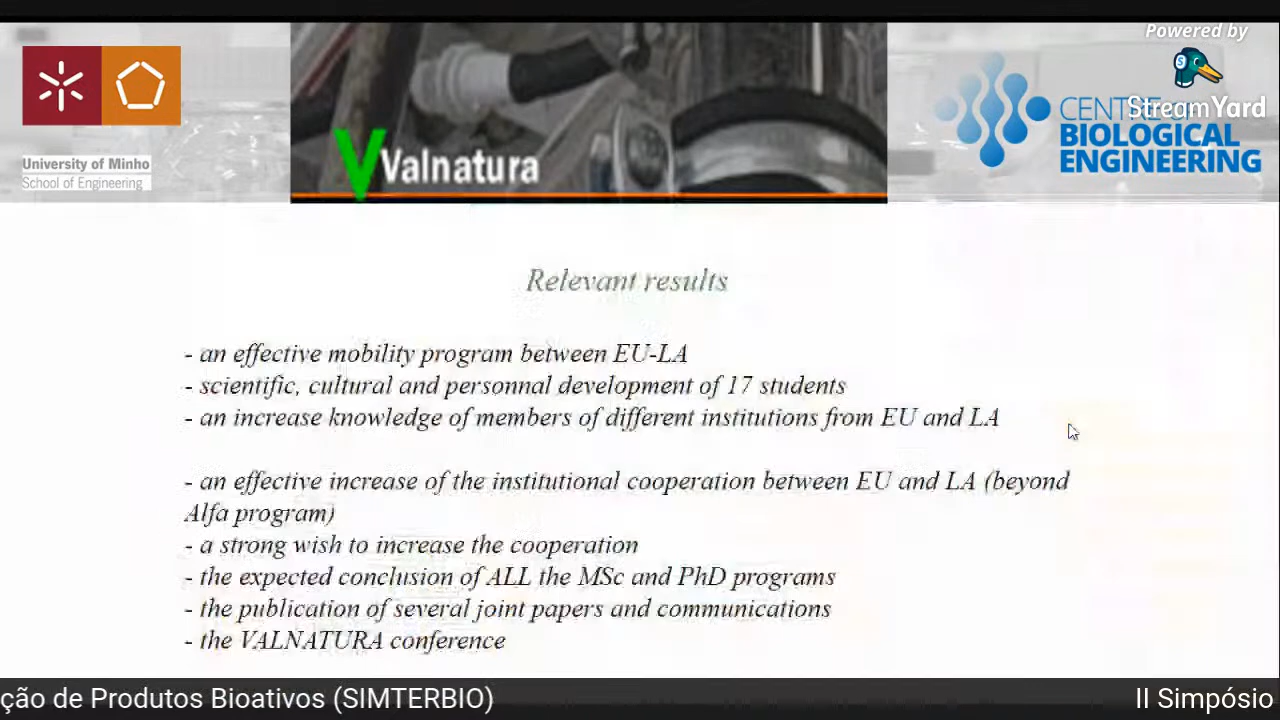 Powered by
StreamYard
University of Minho
School of Engineering
Valnatura
CENTRE
BIOLOGICAL
ENGINEERING
Relevant results
- an effective mobility program between EU-LA
- scientific, cultural and personnal development of 17 students
- an increase knowledge of members of different institutions from EU and LA
- an effective increase of the institutional cooperation between EU and LA (beyond
Alfa program)
- a strong wish to increase the cooperation
- the expected conclusion of ALL the MSc and PhD programs
- the publication of several joint papers and communications
- the VALNATURA conference
ção de Produtos Bioativos (SIMTERBIO) II Simpósio